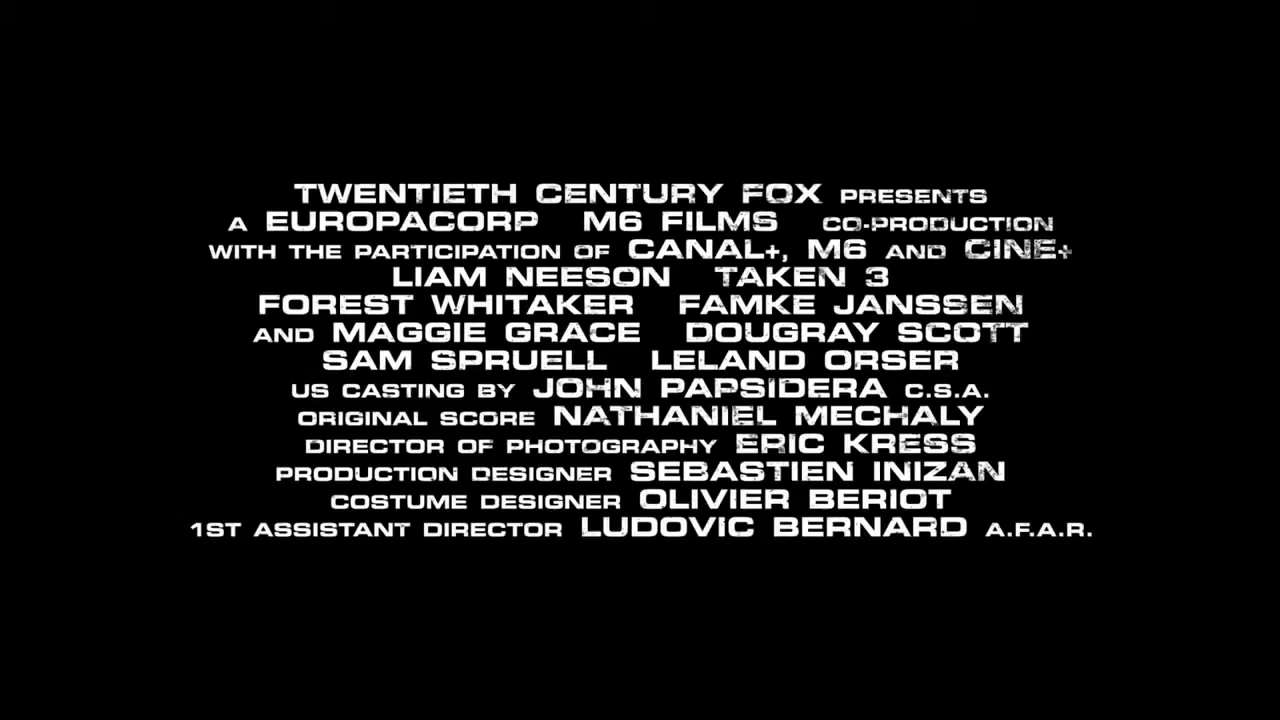 TWENTIETH CENTURY FOX PRESENTS
A EUROPACORP M6 FILMS CO-PRODUCTION
WITH THE PARTICIPATION OF CANAL+, M6 AND CINE+
LIAM NEESON TAKEN 3
FOREST WHITAKER FAMKE JANSSEN
AND MAGGIE GRACE DOUGRAY SCOTT
SAM SPRUELL LELAND ORSER
US CASTING BY JOHN PAPSIDERA C.S.A.
ORIGINAL SCORE NATHANIEL MECHALY
DIRECTOR OF PHOTOGRAPHY ERIC KRESS
PRODUCTION DESIGNER SEBASTIEN INIZAN
COSTUME DESIGNER OLIVIER BERIOT
1ST ASSISTANT DIRECTOR LUDOVIC BERNARD A.F.A.R.